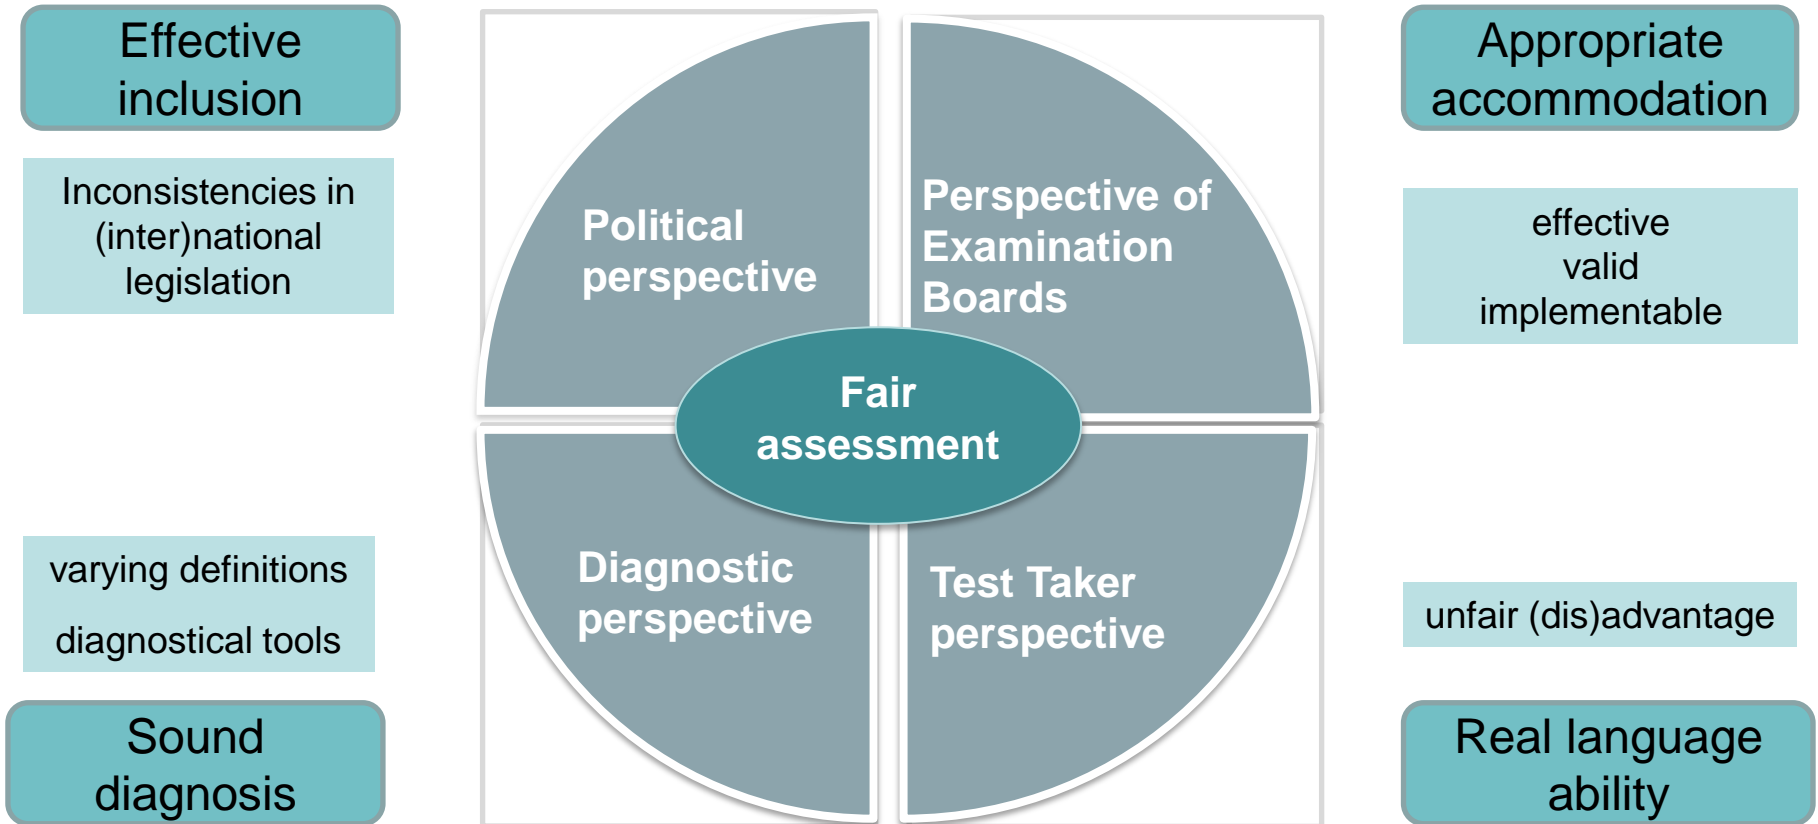 Effective
inclusion
Inconsistencies in
(inter)national
legislation
Political
perspective
Perspective of
Examination
Boards
Appropriate
accommodation
effective
valid
implementable
Fair
assessment
varying definitions
diagnostical tools
Sound
diagnosis
Diagnostic
perspective
Test Taker
perspective
unfair (dis)advantage
Real language
ability